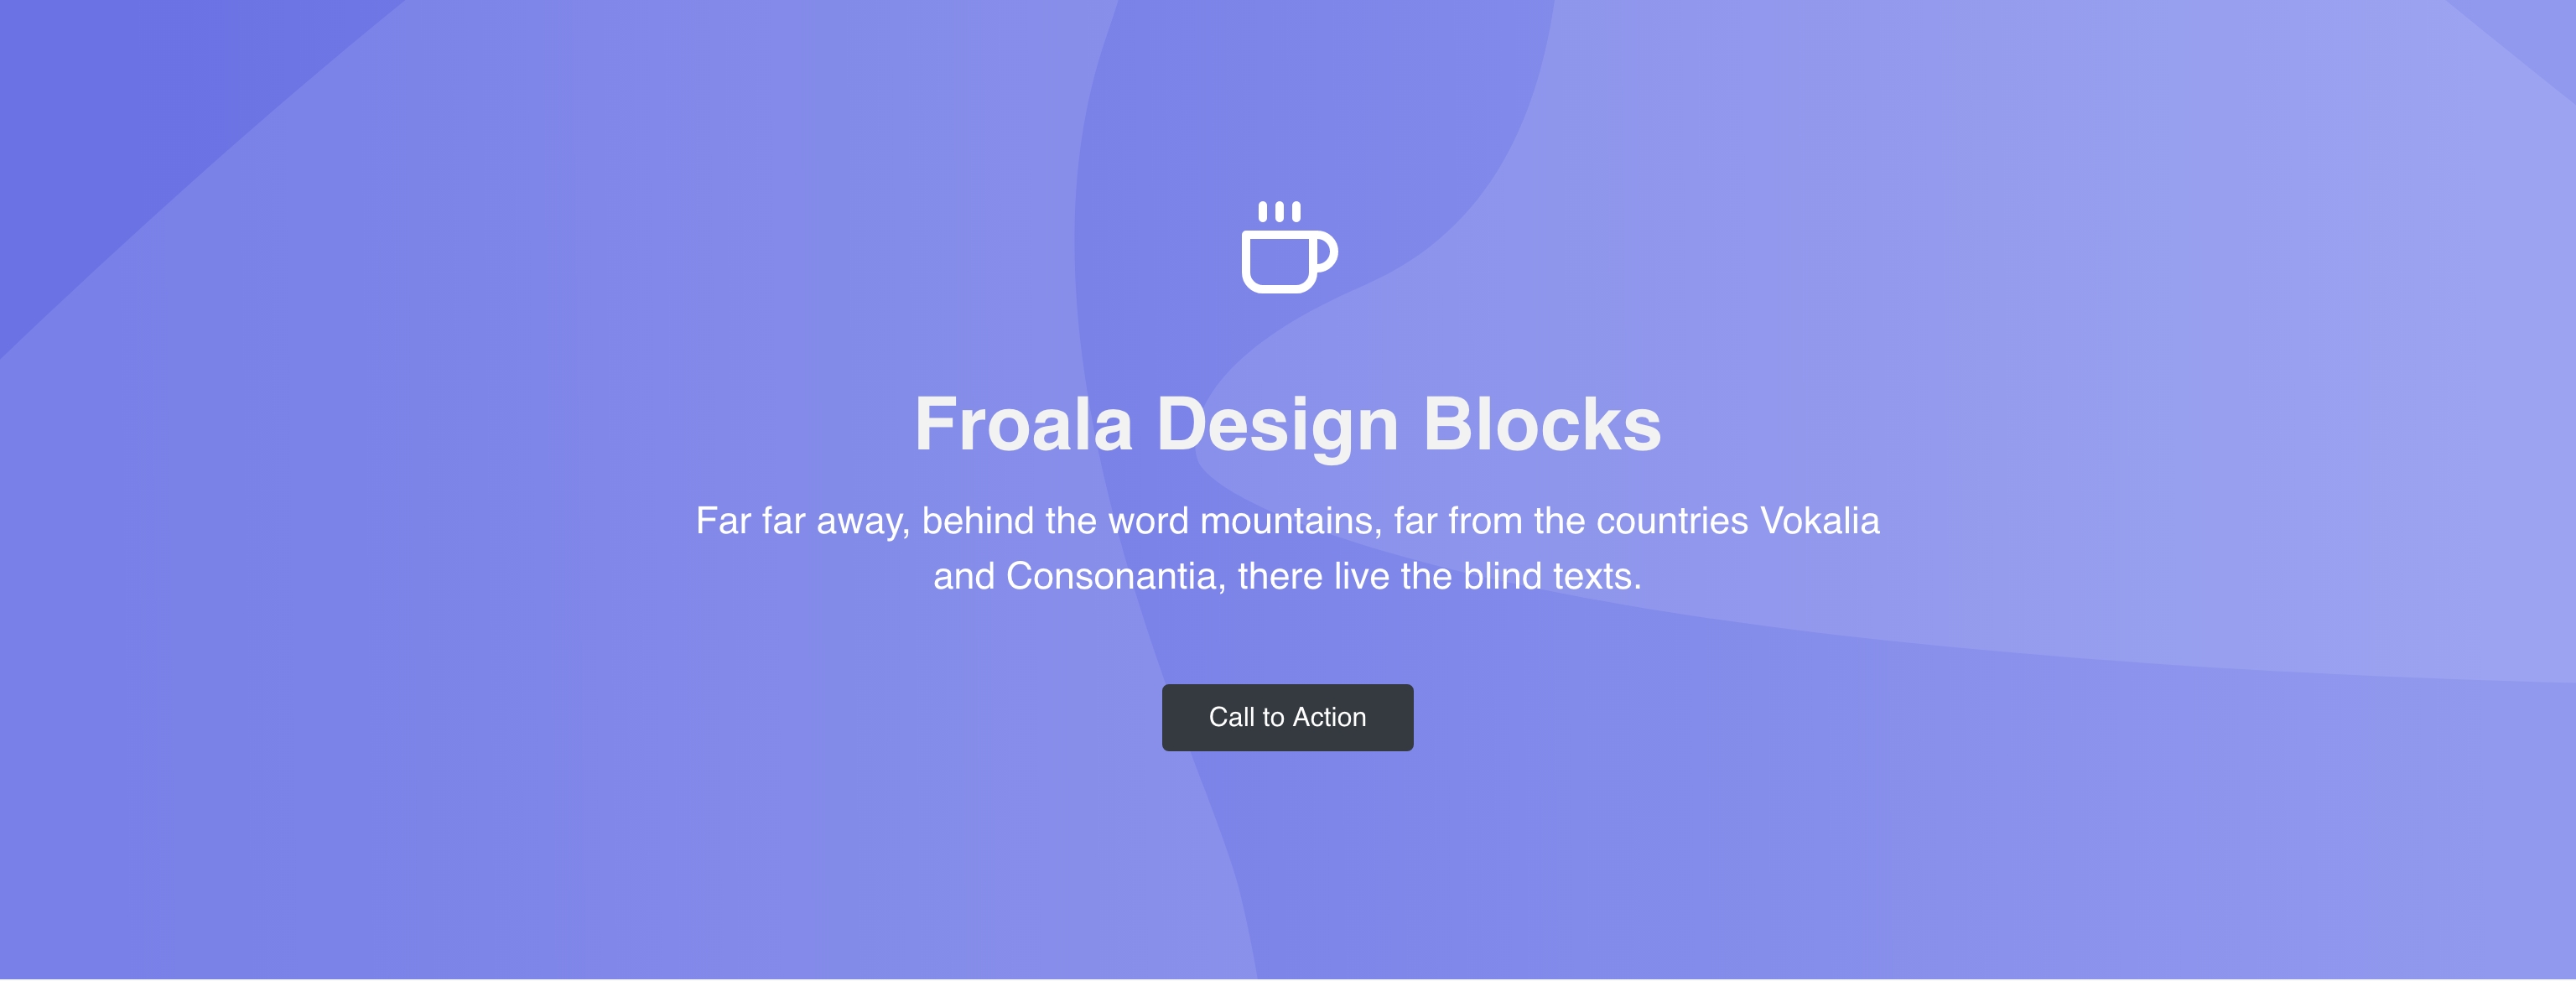 Froala Design Blocks
Far far away, behind the word mountains, far from the countries Vokalia
and Consonantia, there live the blind texts.
Call to Action